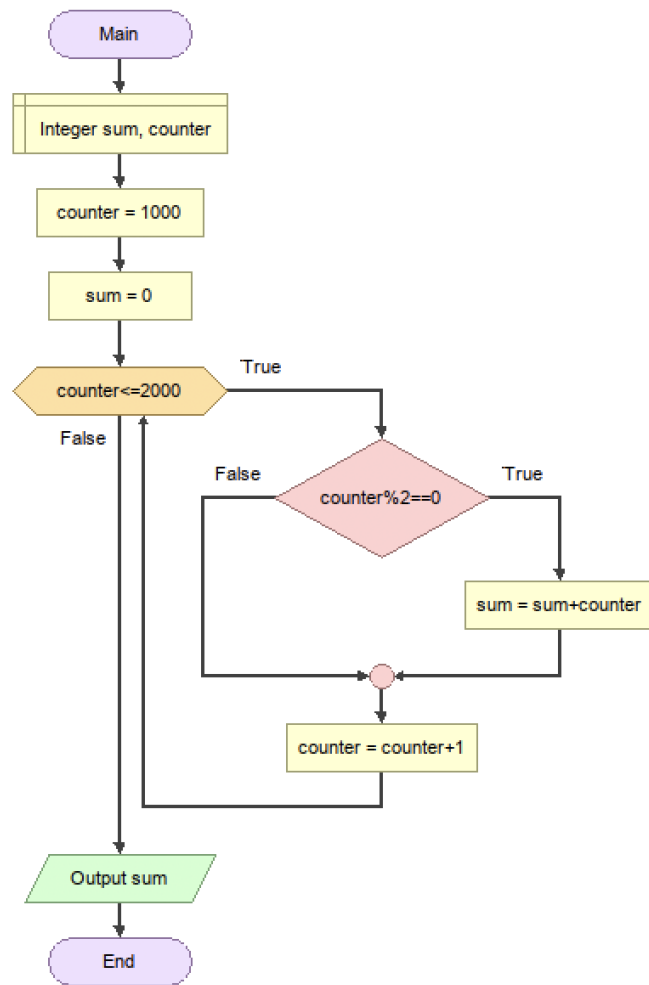 Main
Integer sum, counter
counter = 1000
sum = 0
counter<=2000
True
False
counter%2==0
False
True
sum = sum+counter
counter = counter+1
Output sum
End